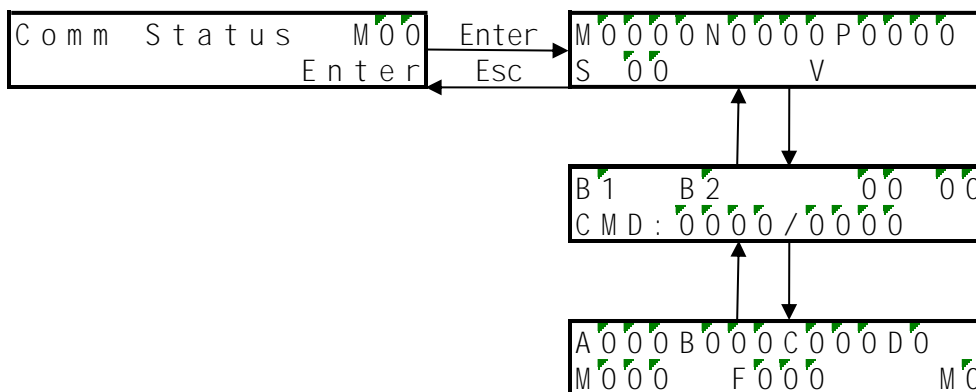 Comm Status M00
Enter
Enter
Esc
M0000N0000P0000
S 00 V
B1 B2 00 00
CMD:0000/0000
A000B000C000D0
M000 F000 M0